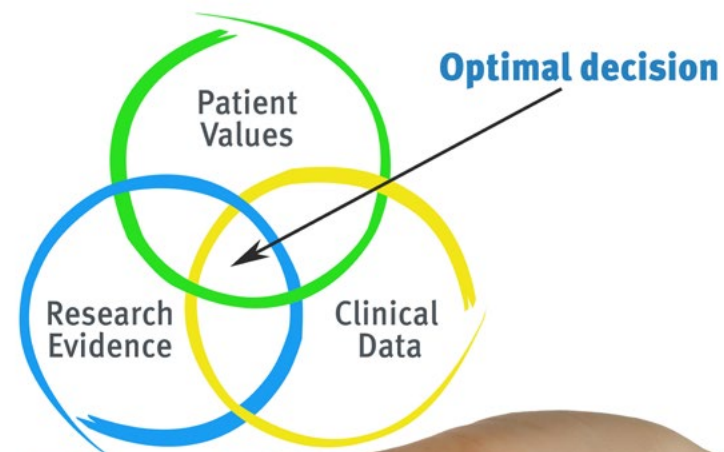 Optimal decision
Patient
Values
Research
Evidence
Clinical
Data